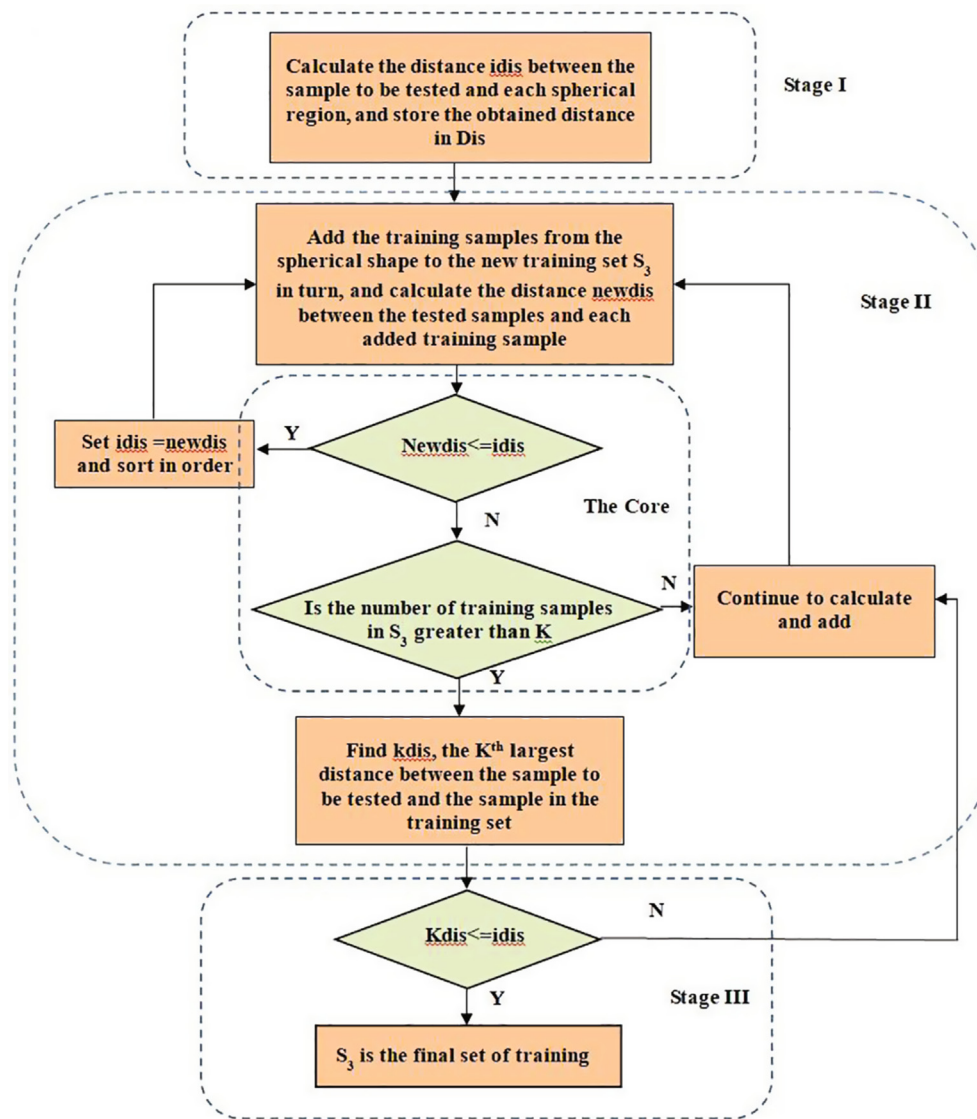 Calculate the distance idis between the
sample to be tested and each spherical
region, and store the obtained distance
in Dis
Stage I
Add the training samples from the
spherical shape to the new training set S3
in turn, and calculate the distance newdis
between the tested samples and each
added training sample
Stage II
Newdis<=idis
Y
Set idis =newdis
and sort in order
The Core
N
Is the number of training samples
in S3 greater than K
N
Continue to calculate
and add
Y
Find kdis, the Kth largest
distance between the sample to
be tested and the sample in the
training set
Kdis<=idis
N
Y
Stage III
S3 is the final set of training